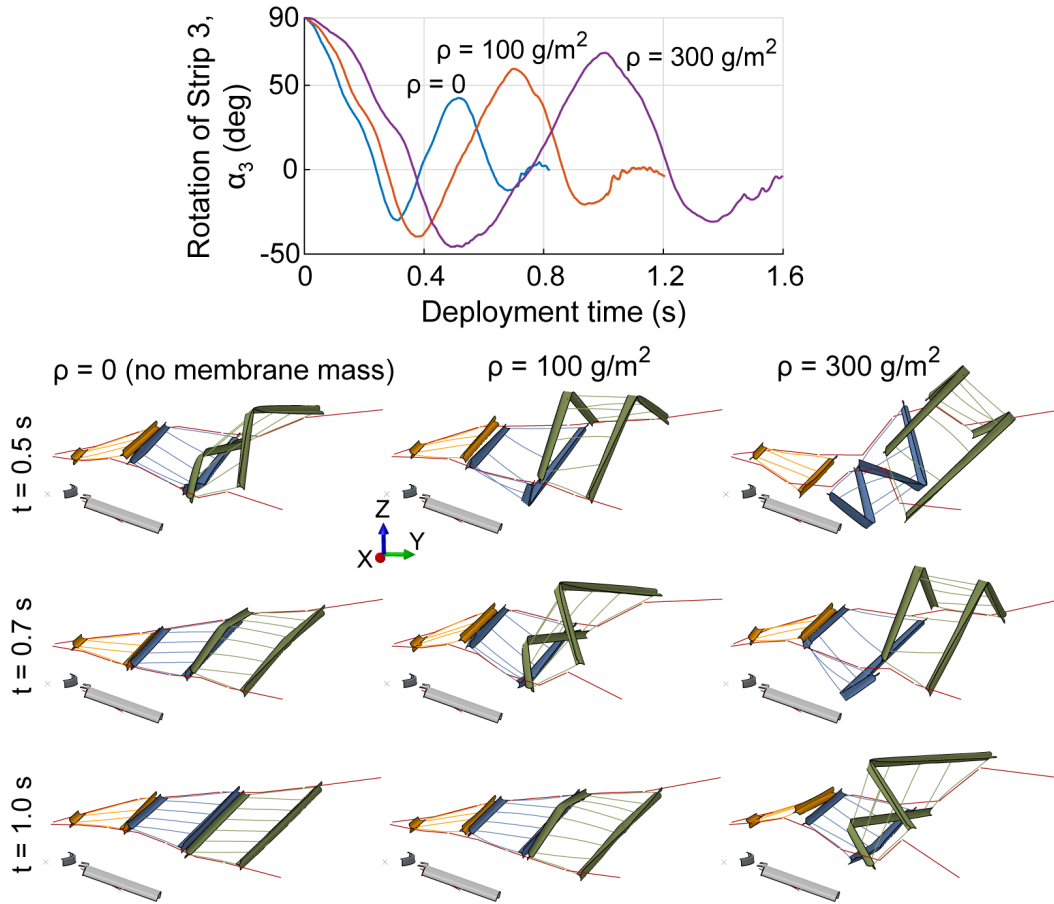 Rotation of Strip 3,
α₃ (deg)
90
50
0
-50
ρ = 0
ρ = 100 g/m²
ρ = 300 g/m²
0
0.4
0.8
1.2
1.6
Deployment time (s)
ρ = 0 (no membrane mass)
ρ = 100 g/m²
ρ = 300 g/m²
t = 0.5 s
Z
Y
X
t = 0.7 s
t = 1.0 s